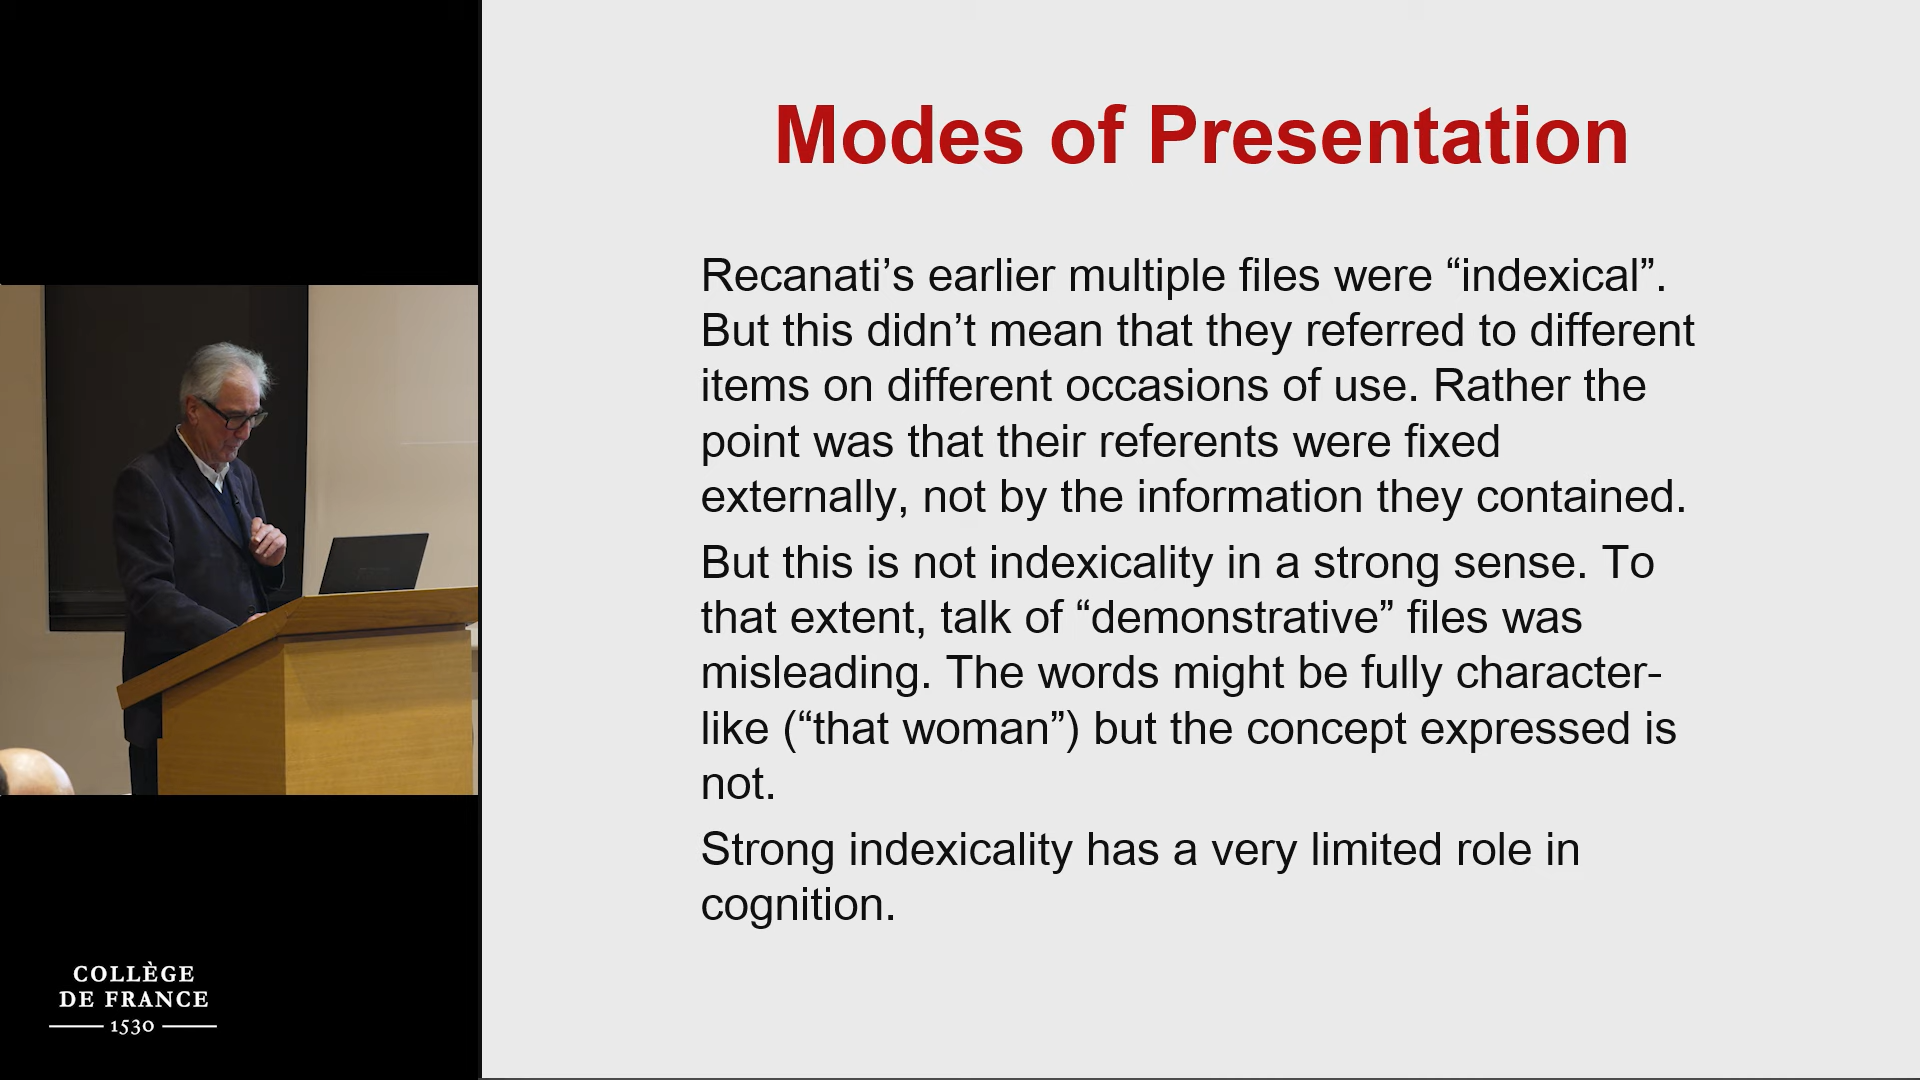 Modes of Presentation
Recanati’s earlier multiple files were “indexical”.
But this didn’t mean that they referred to different
items on different occasions of use. Rather the
point was that their referents were fixed
externally, not by the information they contained.
But this is not indexicality in a strong sense. To
that extent, talk of “demonstrative” files was
misleading. The words might be fully character-
like (“that woman”) but the concept expressed is
not.
Strong indexicality has a very limited role in
cognition.
COLLÈGE
DE FRANCE
1530